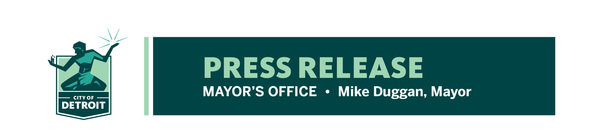 CITY OF
DETROIT
PRESS RELEASE
MAYOR'S OFFICE • Mike Duggan, Mayor